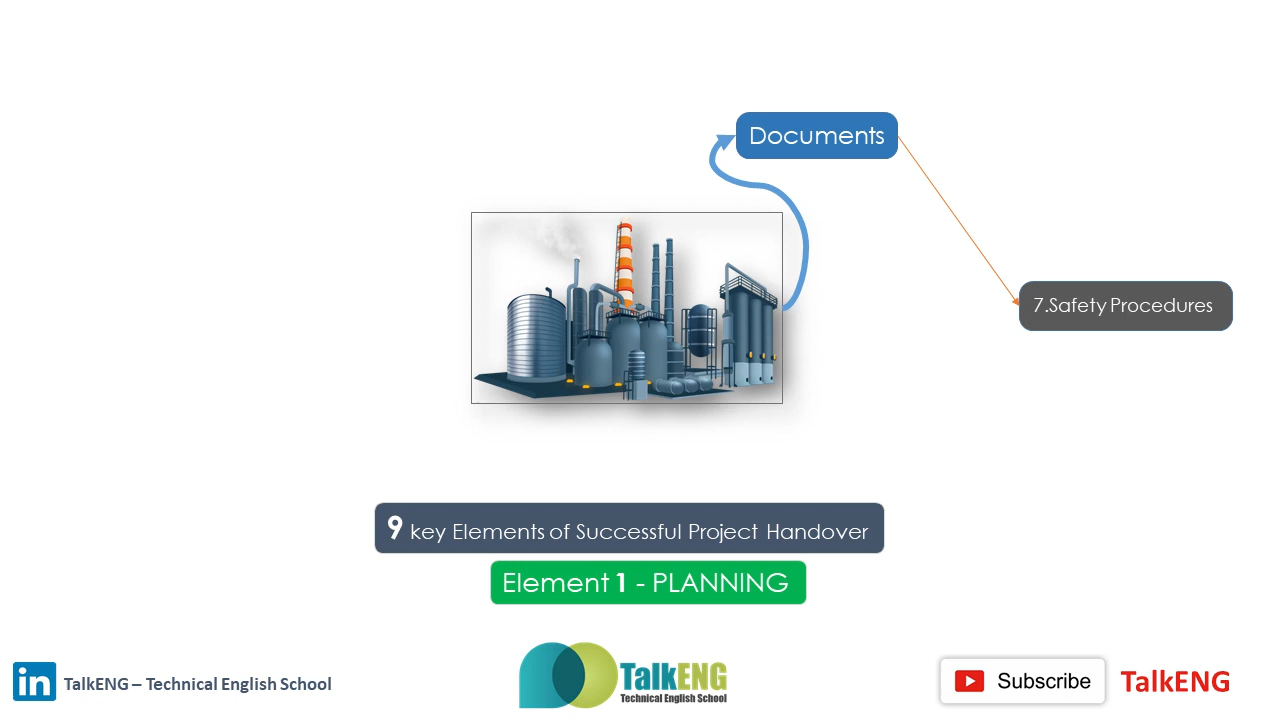 Documents
7.Safety Procedures
9 key Elements of Successful Project Handover
Element 1 - PLANNING
in TalkENG – Technical English School
TalkENG
Technical English School
Subscribe TalkENG